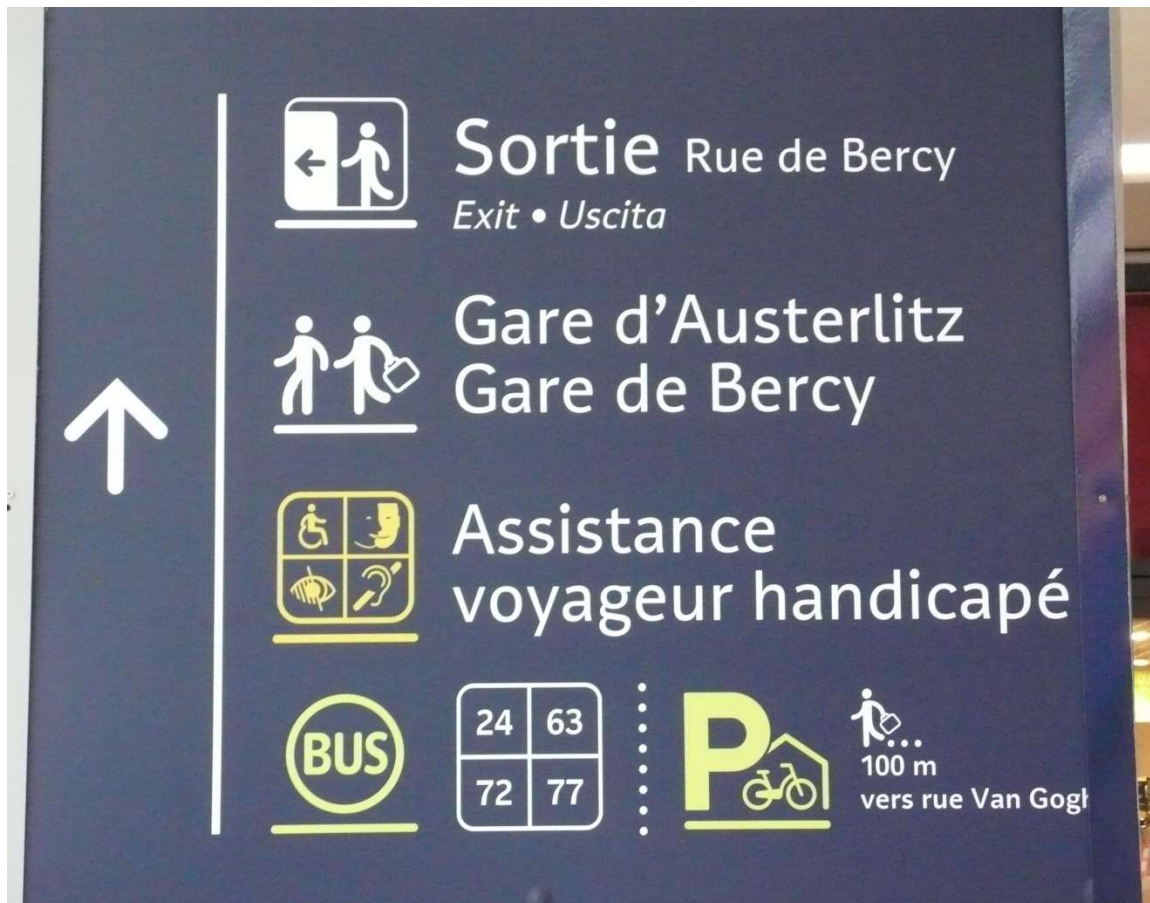 Sortie Rue de Bercy
Exit • Uscita
Gare d'Austerlitz
Gare de Bercy
Assistance
voyageur handicapé
BUS
24 63
72 77
P
100 m
vers rue Van Gogh